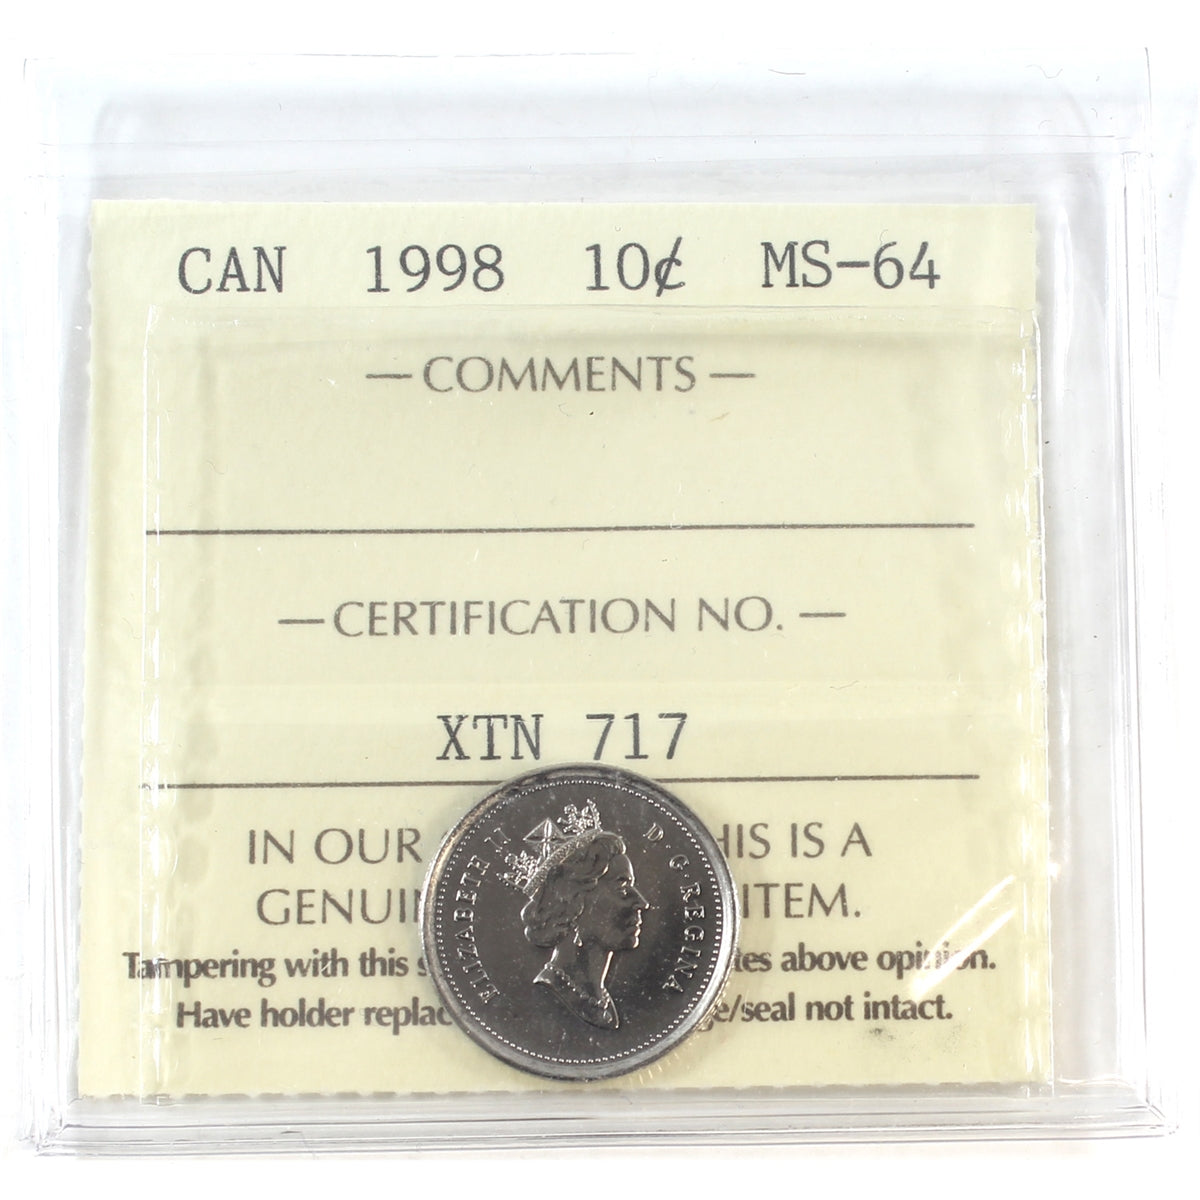 CAN 1998 10¢ MS-64
— COMMENTS —
— CERTIFICATION NO. —
XTN 717
IN OUR HIS IS A
GENUI ITEM.
Tampering with this s tes above opinion.
Have holder replac e/seal not intact.
ELIZABETH II D·G·REGINA